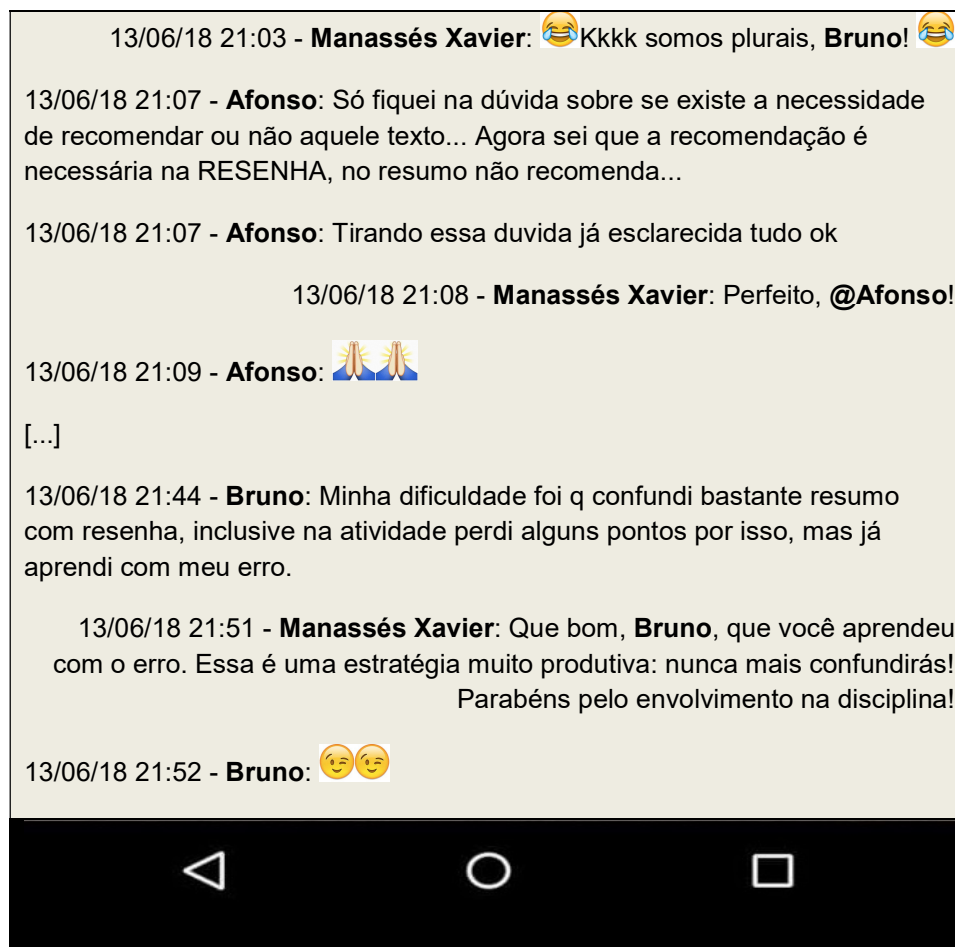 13/06/18 21:03 - Manassés Xavier: 😂Kkkk somos plurais, Bruno! 😂
13/06/18 21:07 - Afonso: Só fiquei na dúvida sobre se existe a necessidade
de recomendar ou não aquele texto... Agora sei que a recomendação é
necessária na RESENHA, no resumo não recomenda...
13/06/18 21:07 - Afonso: Tirando essa duvida já esclarecida tudo ok
13/06/18 21:08 - Manassés Xavier: Perfeito, @Afonso!
13/06/18 21:09 - Afonso: 🙏🙏
[...]
13/06/18 21:44 - Bruno: Minha dificuldade foi q confundi bastante resumo
com resenha, inclusive na atividade perdi alguns pontos por isso, mas já
aprendi com meu erro.
13/06/18 21:51 - Manassés Xavier: Que bom, Bruno, que você aprendeu
com o erro. Essa é uma estratégia muito produtiva: nunca mais confundirás!
Parabéns pelo envolvimento na disciplina!
13/06/18 21:52 - Bruno: 😉😉